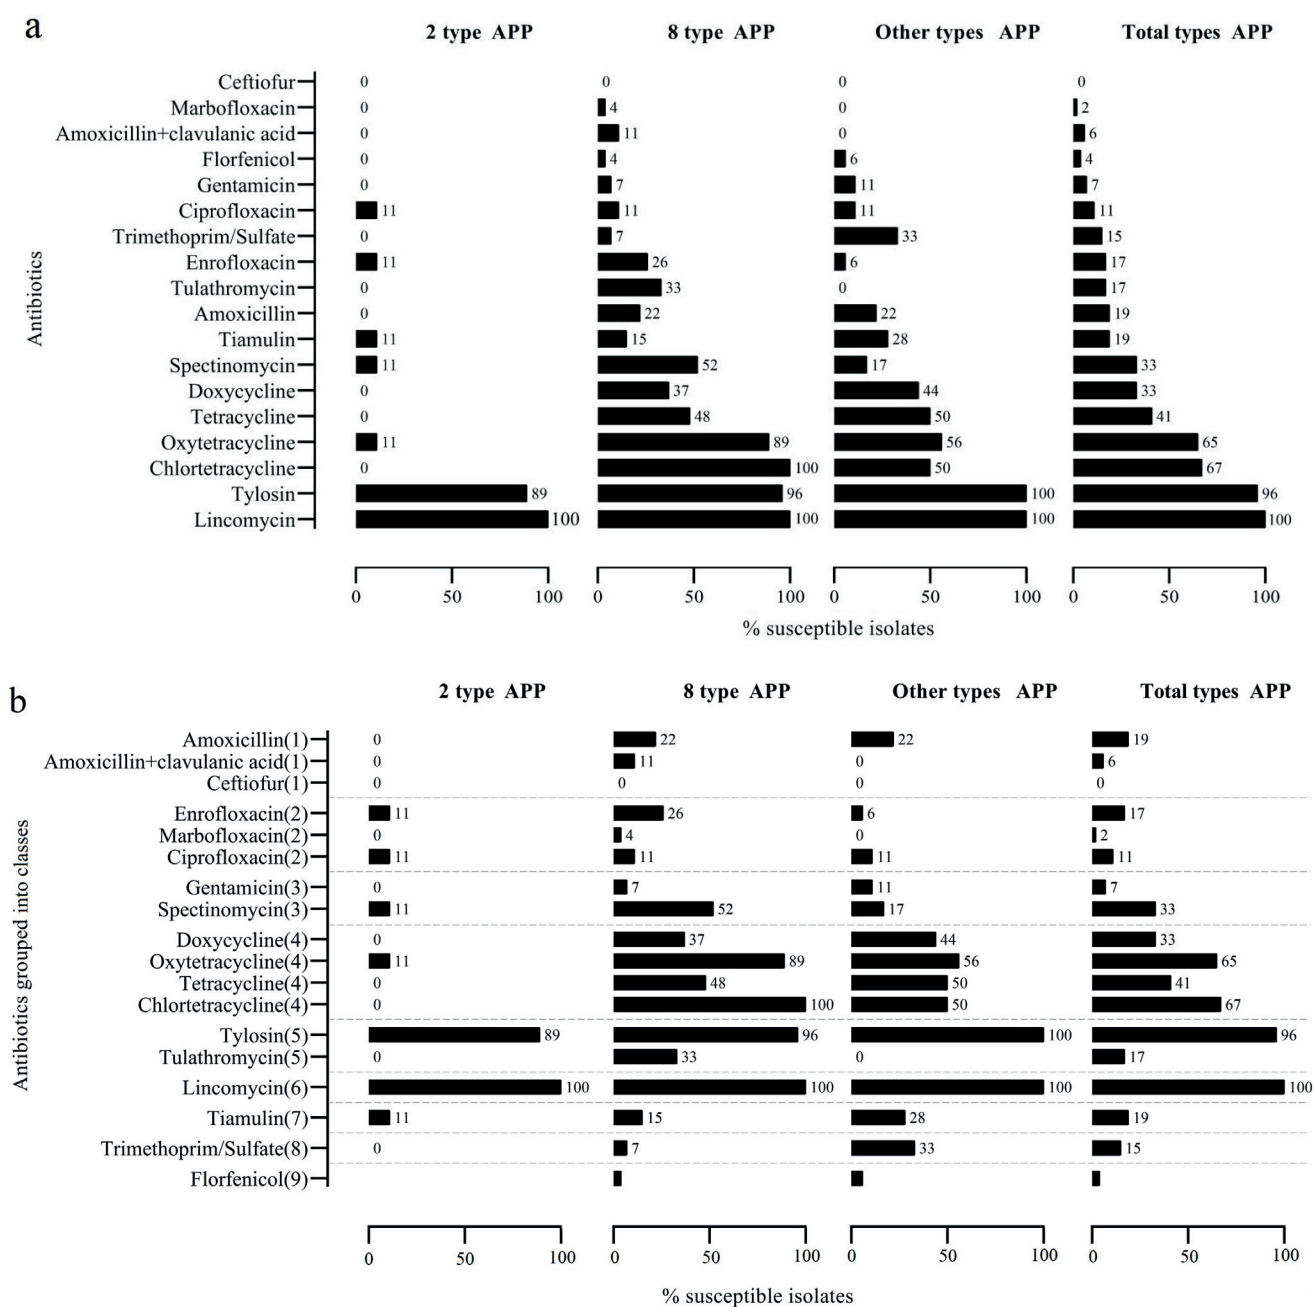 a
2 type APP 8 type APP Other types APP Total types APP
Antibiotics
Ceftiofur 0 0 0 0
Marbofloxacin 0 4 0 2
Amoxicillin+clavulanic acid 0 11 0 6
Florfenicol 0 4 6 4
Gentamicin 0 7 11 7
Ciprofloxacin 11 11 11 11
Trimethoprim/Sulfate 0 7 33 15
Enrofloxacin 11 26 6 17
Tulathromycin 0 33 0 17
Amoxicillin 0 22 22 19
Tiamulin 11 15 28 19
Spectinomycin 11 52 17 33
Doxycycline 0 37 44 33
Tetracycline 0 48 50 41
Oxytetracycline 11 89 56 65
Chlortetracycline 0 100 50 67
Tylosin 89 96 100 96
Lincomycin 100 100 100 100
0 50 100 0 50 100 0 50 100 0 50 100
% susceptible isolates
b
2 type APP 8 type APP Other types APP Total types APP
Antibiotics grouped into classes
Amoxicillin(1) 0 22 22 19
Amoxicillin+clavulanic acid(1) 0 11 0 6
Ceftiofur(1) 0 0 0 0
Enrofloxacin(2) 11 26 6 17
Marbofloxacin(2) 0 4 0 2
Ciprofloxacin(2) 11 11 11 11
Gentamicin(3) 0 7 11 7
Spectinomycin(3) 11 52 17 33
Doxycycline(4) 0 37 44 33
Oxytetracycline(4) 11 89 56 65
Tetracycline(4) 0 48 50 41
Chlortetracycline(4) 0 100 50 67
Tylosin(5) 89 96 100 96
Tulathromycin(5) 0 33 0 17
Lincomycin(6) 100 100 100 100
Tiamulin(7) 11 15 28 19
Trimethoprim/Sulfate(8) 0 7 33 15
Florfenicol(9)
0 50 100 0 50 100 0 50 100 0 50 100
% susceptible isolates